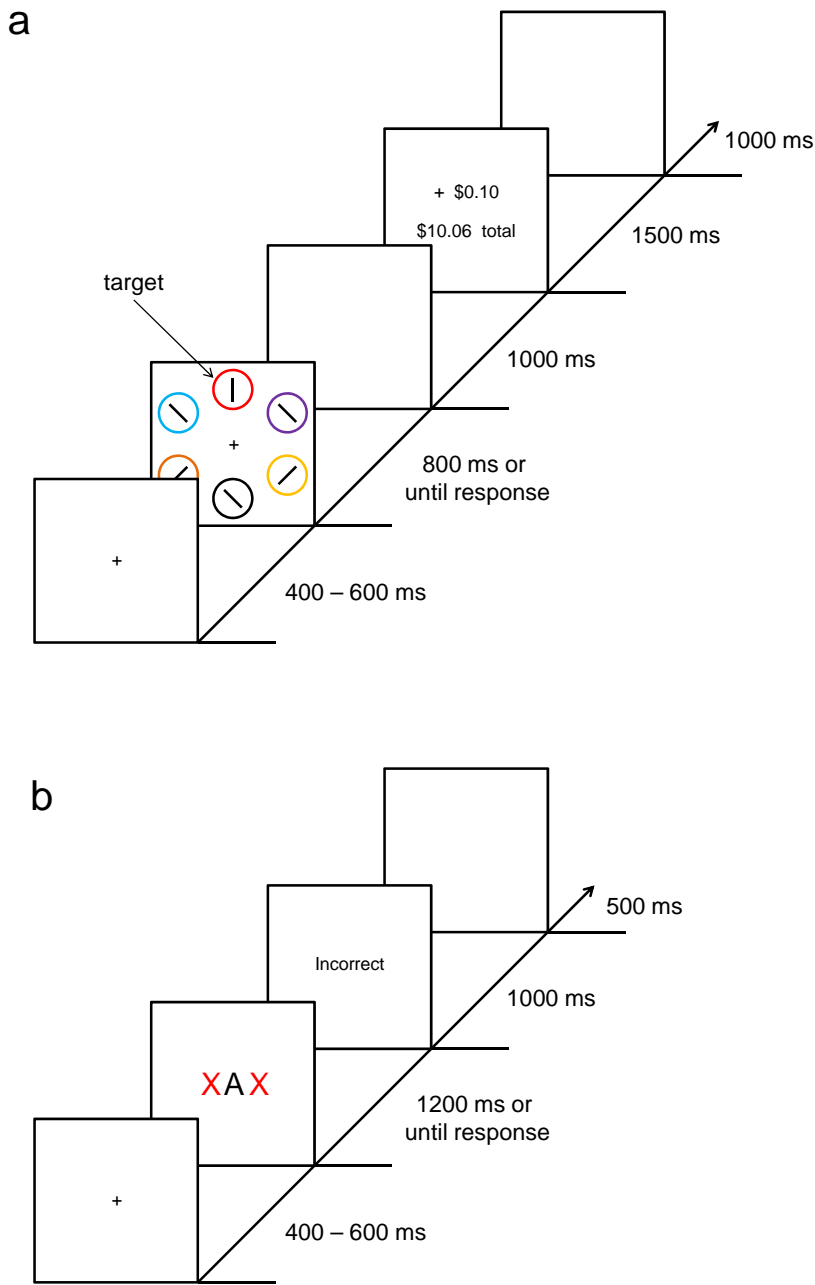 a
1000 ms
+ $0.10
$10.06 total
1500 ms
target
1000 ms
+
800 ms or
until response
+
400 – 600 ms
b
500 ms
Incorrect
1000 ms
XAX
1200 ms or
until response
+
400 – 600 ms